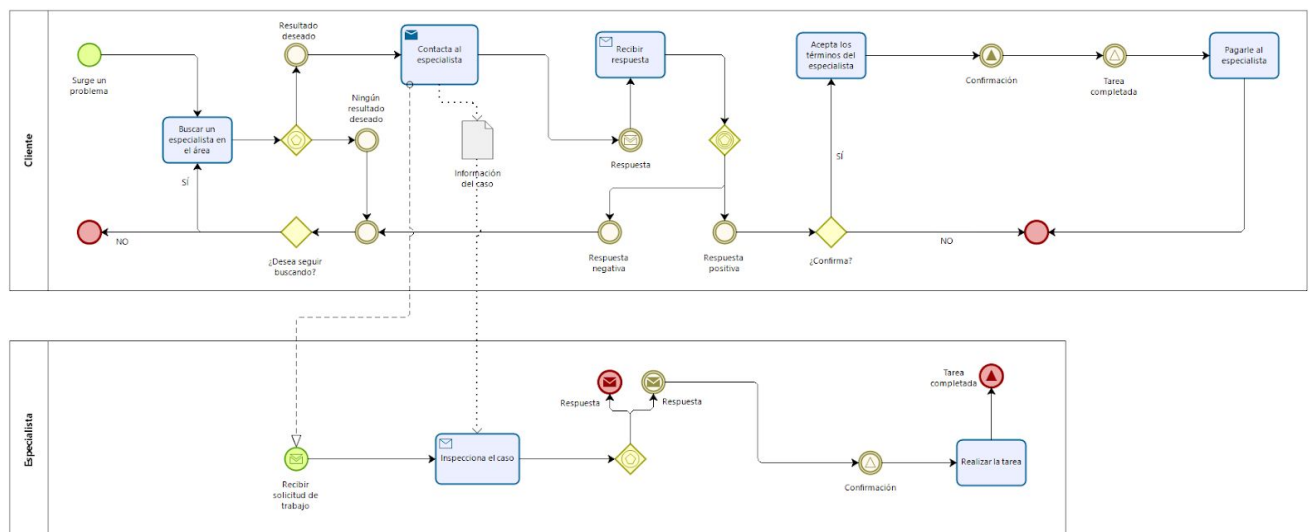 Cliente
Surge un
problema
Buscar un
especialista en
el área
Resultado
deseado
Ningún
resultado
deseado
Contacta al
especialista
Información
del caso
Recibir
respuesta
Respuesta
Acepta los
términos del
especialista
Confirmación
Tarea
completada
Pagarle al
especialista
SÍ
SÍ
NO
¿Desea seguir
buscando?
Respuesta
negativa
Respuesta
positiva
¿Confirma?
NO
Especialista
Recibir
solicitud de
trabajo
Inspecciona el caso
Respuesta
Respuesta
Confirmación
Realizar la tarea
Tarea
completada